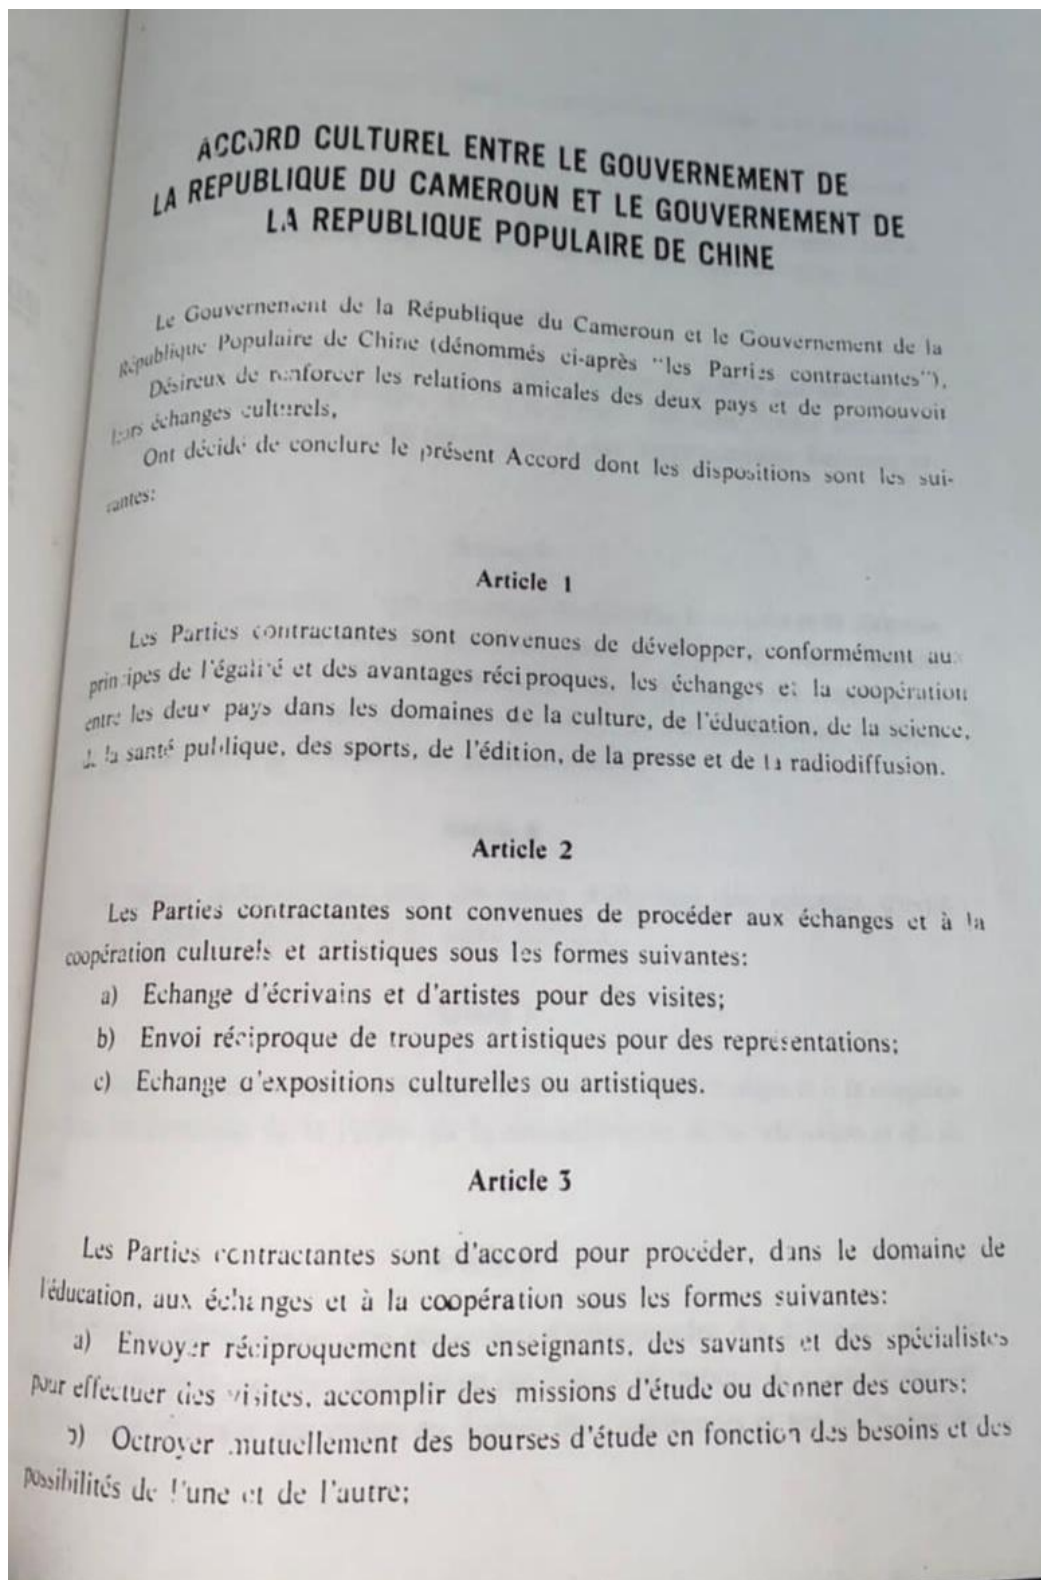 ACCORD CULTUREL ENTRE LE GOUVERNEMENT DE
LA REPUBLIQUE DU CAMEROUN ET LE GOUVERNEMENT DE
LA REPUBLIQUE POPULAIRE DE CHINE
Le Gouvernement de la République du Cameroun et le Gouvernement de la
République Populaire de Chine (dénommés ci-après "les Parties contractantes"),
Désireux de renforcer les relations amicales des deux pays et de promouvoir
leurs échanges culturels,
Ont décidé de conclure le présent Accord dont les dispositions sont les sui-
vantes:
Article 1
Les Parties contractantes sont convenues de développer, conformément aux
principes de l'égalité et des avantages réciproques, les échanges et la coopération
entre les deux pays dans les domaines de la culture, de l'éducation, de la science,
de la santé publique, des sports, de l'édition, de la presse et de la radiodiffusion.
Article 2
Les Parties contractantes sont convenues de procéder aux échanges et à la
coopération culturels et artistiques sous les formes suivantes:
a) Echange d'écrivains et d'artistes pour des visites;
b) Envoi réciproque de troupes artistiques pour des représentations;
c) Echange d'expositions culturelles ou artistiques.
Article 3
Les Parties contractantes sont d'accord pour procéder, dans le domaine de
l'éducation, aux échanges et à la coopération sous les formes suivantes:
a) Envoyer réciproquement des enseignants, des savants et des spécialistes
pour effectuer des visites, accomplir des missions d'étude ou donner des cours;
b) Octroyer mutuellement des bourses d'étude en fonction des besoins et des
possibilités de l'une et de l'autre;